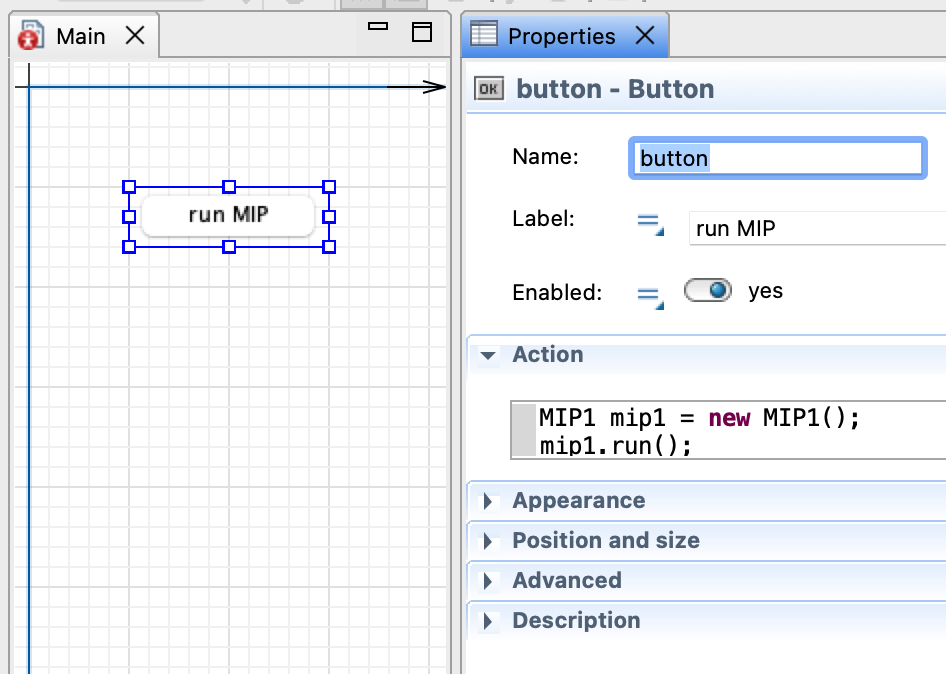 Main
Properties
OK
button - Button
Name:
button
run MIP
Label:
run MIP
Enabled:
yes
Action
MIP1 mip1 = new MIP1();
mip1.run();
Appearance
Position and size
Advanced
Description